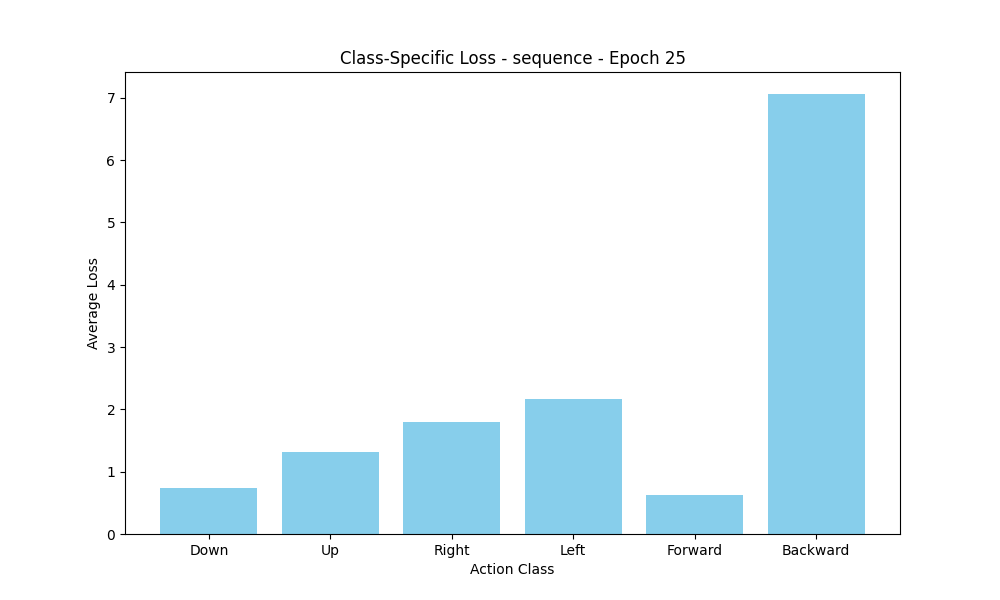 Class-Specific Loss - sequence - Epoch 25
7
6
5
4
3
2
1
0
Average Loss
Down Up Right Left Forward Backward
Action Class